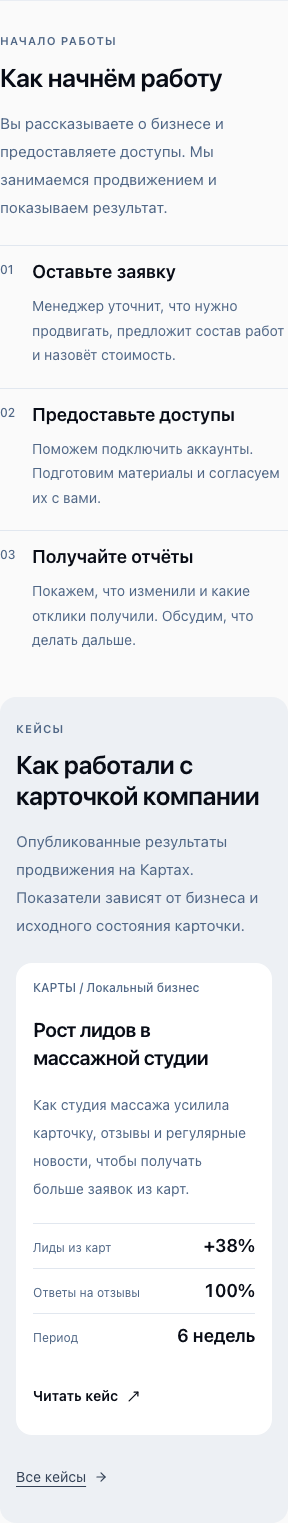 НАЧАЛО РАБОТЫ
Как начнём работу
Вы рассказываете о бизнесе и
предоставляете доступы. Мы
занимаемся продвижением и
показываем результат.
01 Оставьте заявку
Менеджер уточнит, что нужно
продвигать, предложит состав работ
и назовёт стоимость.
02 Предоставьте доступы
Поможем подключить аккаунты.
Подготовим материалы и согласуем
их с вами.
03 Получайте отчёты
Покажем, что изменили и какие
отклики получили. Обсудим, что
делать дальше.
КЕЙСЫ
Как работали с
карточкой компании
Опубликованные результаты
продвижения на Картах.
Показатели зависят от бизнеса и
исходного состояния карточки.
КАРТЫ / Локальный бизнес
Рост лидов в
массажной студии
Как студия массажа усилила
карточку, отзывы и регулярные
новости, чтобы получать
больше заявок из карт.
Лиды из карт +38%
Ответы на отзывы 100%
Период 6 недель
Читать кейс ↗
Все кейсы →